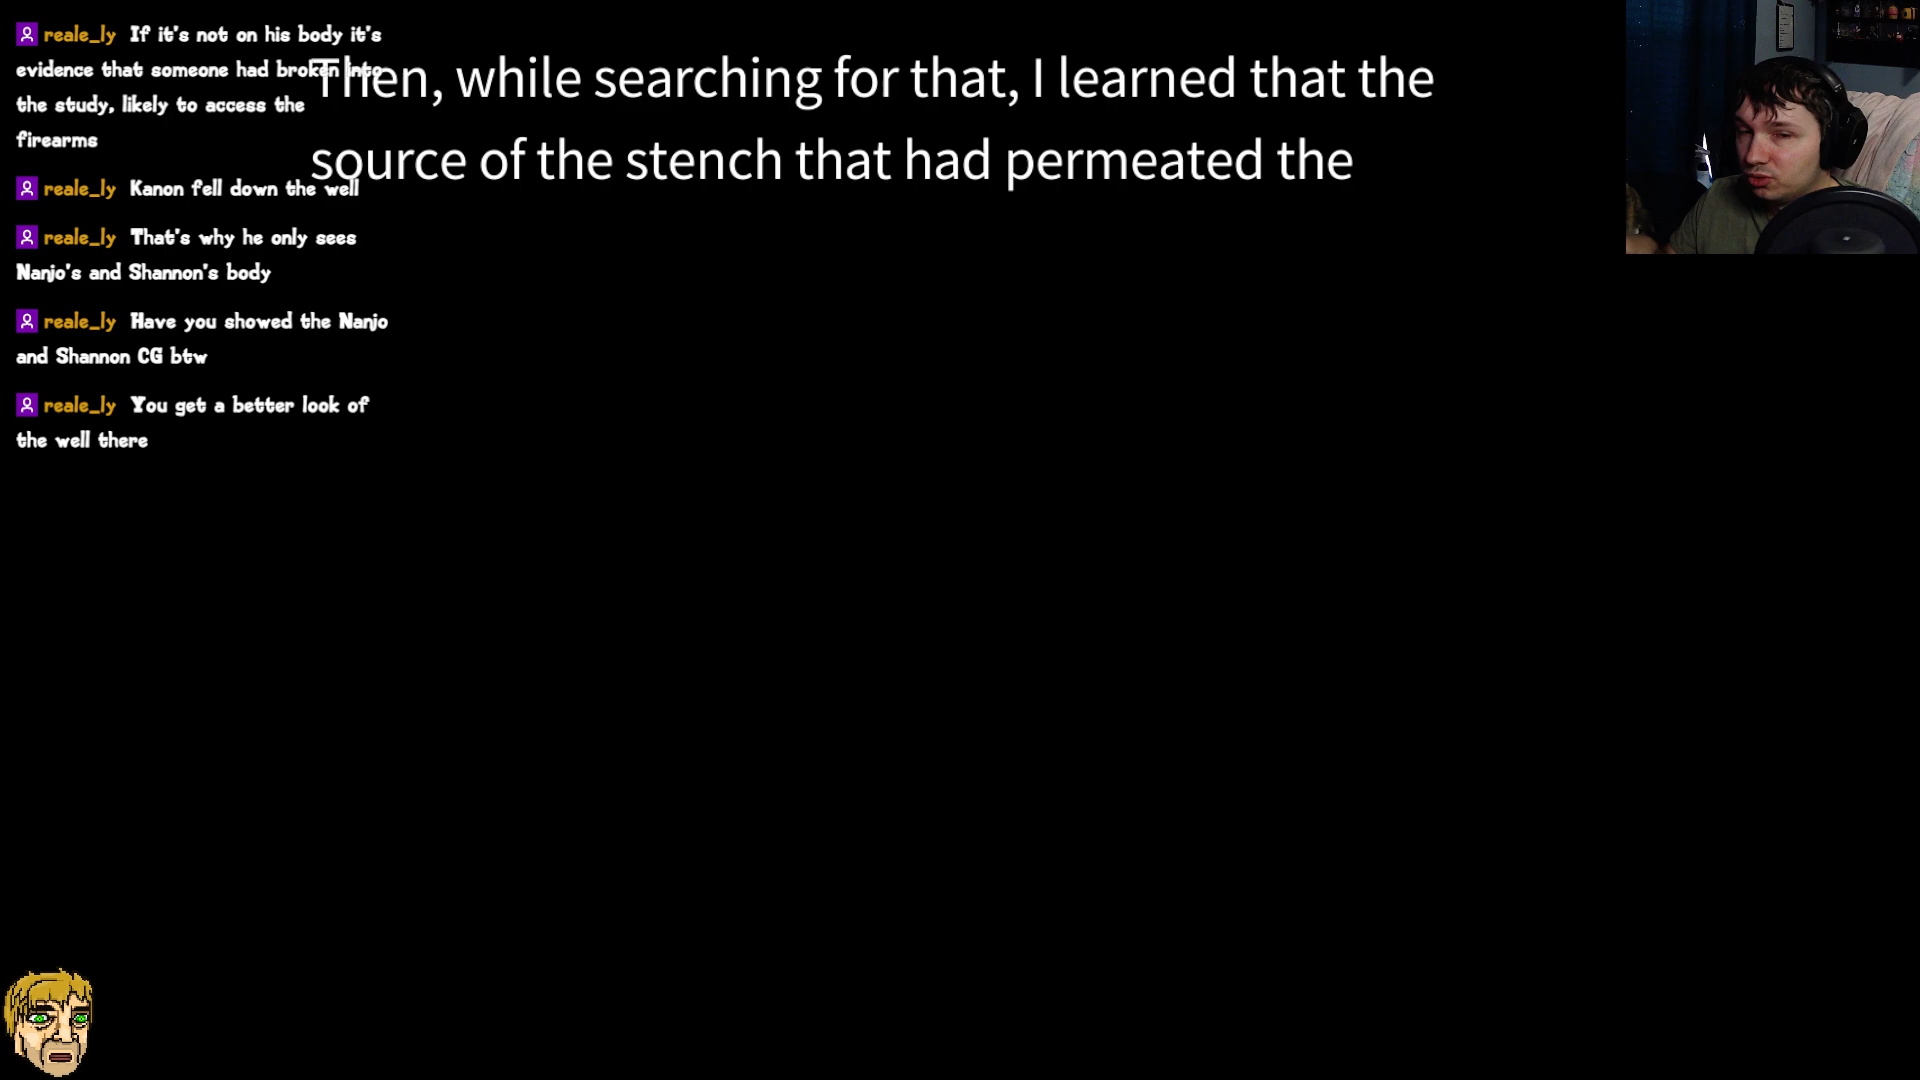 reale_ly If it's not on his body it's
evidence that someone had broken into
the study, likely to access the
firearms
reale_ly Kanon fell down the well
reale_ly That's why he only sees
Nanjo's and Shannon's body
reale_ly Have you showed the Nanjo
and Shannon CG btw
reale_ly You get a better look of
the well there
Then, while searching for that, I learned that the
source of the stench that had permeated the